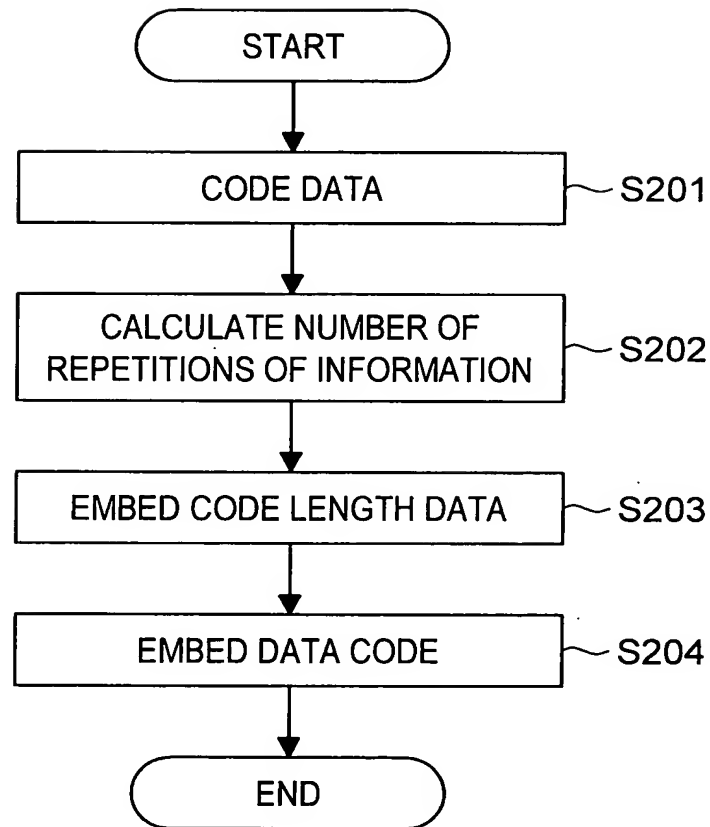 START
CODE DATA
S201
CALCULATE NUMBER OF
REPETITIONS OF INFORMATION
S202
EMBED CODE LENGTH DATA
S203
EMBED DATA CODE
S204
END